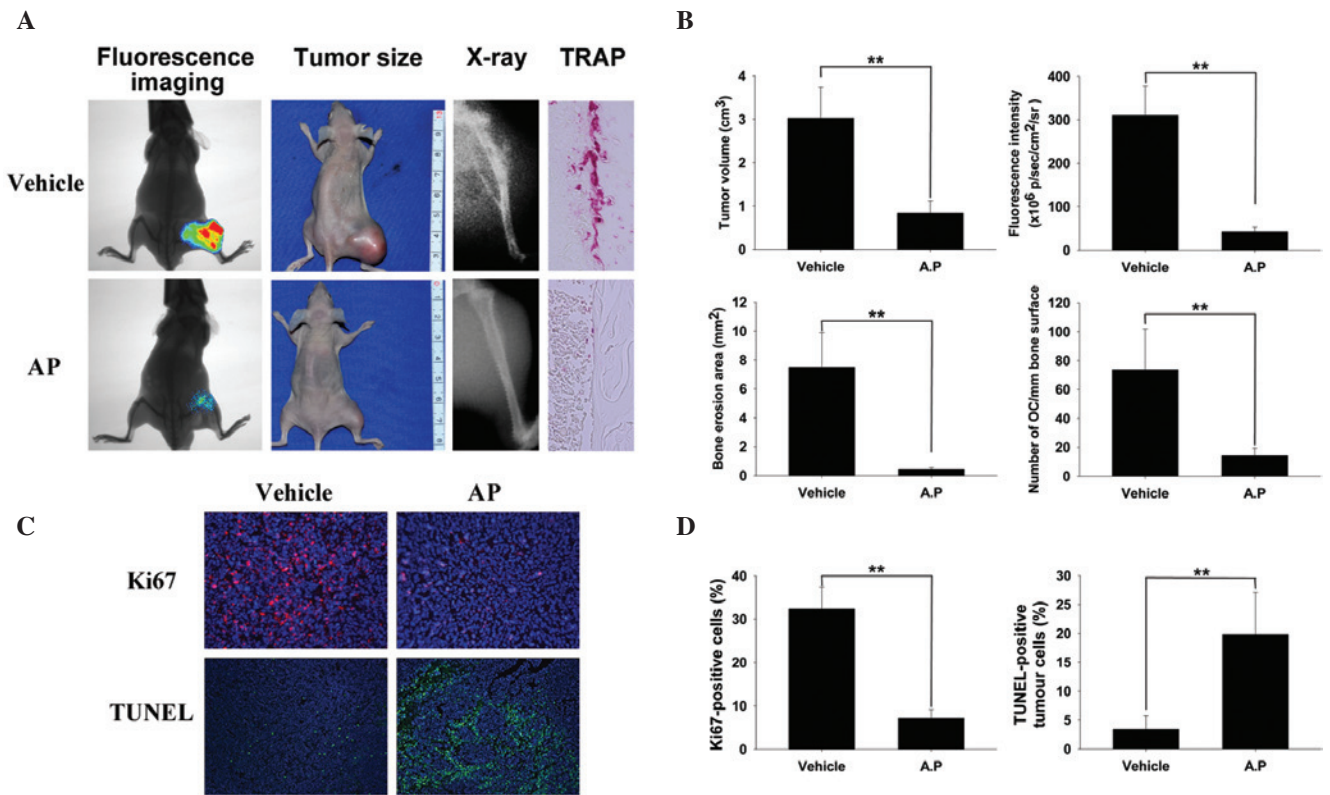 A
Fluorescence
imaging
Tumor size
X-ray
TRAP
Vehicle
AP
B
Tumor volume (cm3)
4
3
2
1
0
**
Vehicle
A.P
Fluorescence intensity
(x10⁶ p/sec/cm2/sr )
400
300
200
100
0
**
Vehicle
A.P
Bone erosion area (mm²)
12
10
8
6
4
2
0
**
Vehicle
A.P
Number of OC/mm bone surface
120
100
80
60
40
20
0
**
Vehicle
A.P
C
Vehicle
AP
Ki67
TUNEL
D
Ki67-positive cells (%)
40
30
20
10
0
**
Vehicle
A.P
TUNEL-positive
tumour cells (%)
30
25
20
15
10
5
0
**
Vehicle
A.P